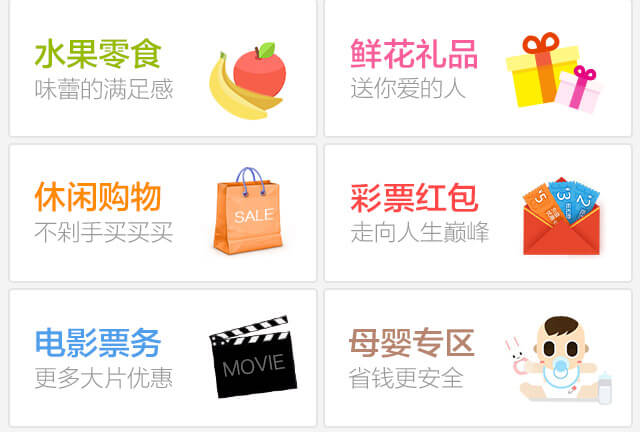 水果零食
味蕾的满足感
鲜花礼品
送你爱的人
休闲购物
不剁手买买买
SALE
彩票红包
走向人生巅峰
5
3
2
电影票务
更多大片优惠
MOVIE
母婴专区
省钱更安全